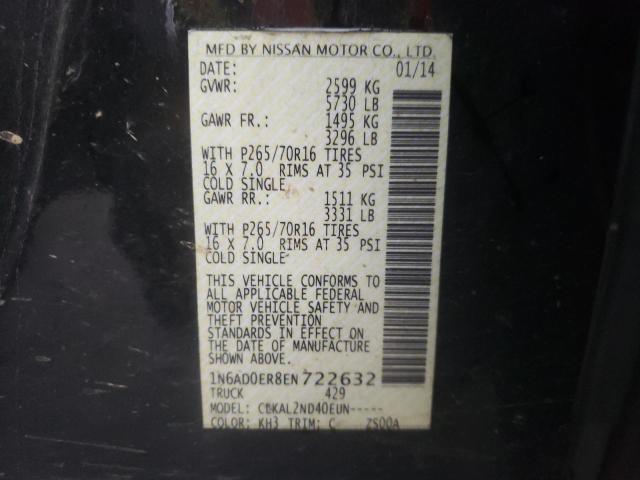 MFD BY NISSAN MOTOR CO., LTD.
DATE: 01/14
GVWR: 2599 KG
5730 LB
GAWR FR.: 1495 KG
3296 LB
WITH P265/70R16 TIRES
16 X 7.0 RIMS AT 35 PSI
COLD SINGLE
GAWR RR.: 1511 KG
3331 LB
WITH P265/70R16 TIRES
16 X 7.0 RIMS AT 35 PSI
COLD SINGLE
THIS VEHICLE CONFORMS TO
ALL APPLICABLE FEDERAL
MOTOR VEHICLE SAFETY AND
THEFT PREVENTION
STANDARDS IN EFFECT ON
THE DATE OF MANUFACTURE
SHOWN ABOVE.
1N6AD0ER8EN722632
TRUCK 429
MODEL: CLKAL2ND40EUN-----
COLOR: KH3 TRIM: C ZS00A